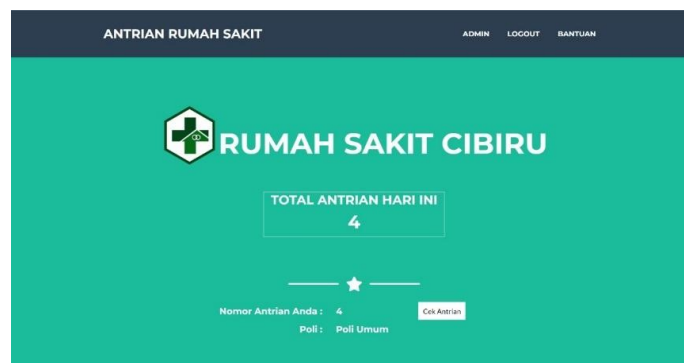 ANTRIAN RUMAH SAKIT ADMIN LOGOUT BANTUAN
RUMAH SAKIT CIBIRU
TOTAL ANTRIAN HARI INI
4
Nomor Antrian Anda : 4 Cek Antrian
Poli : Poli Umum